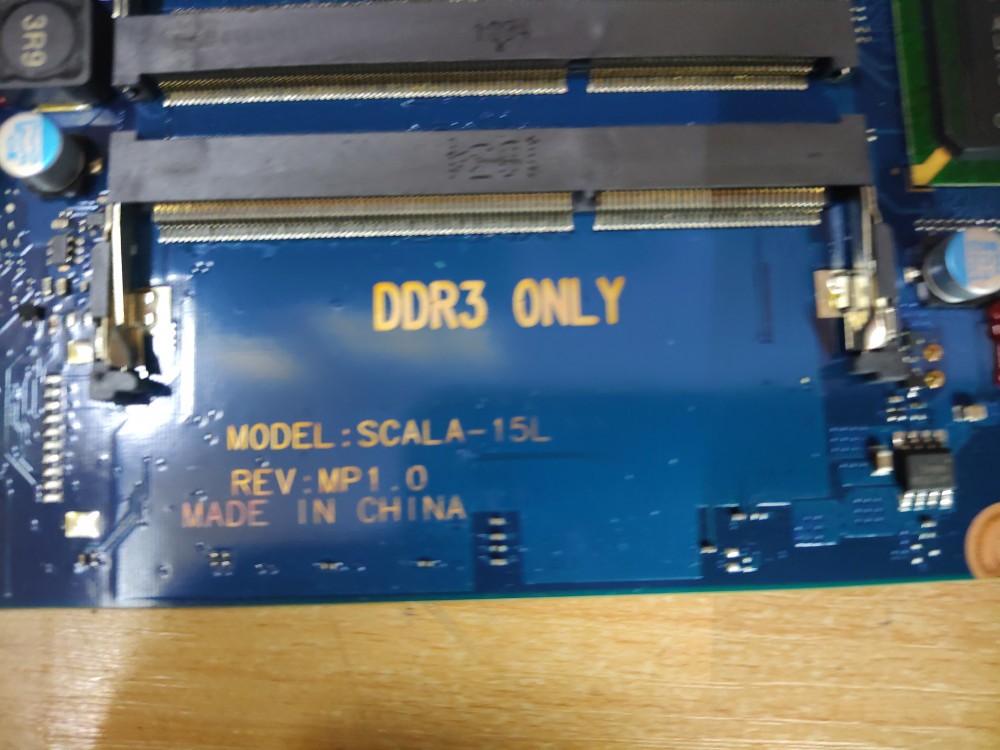 3R9
DDR3 ONLY
MODEL:SCALA-15L
REV:MP1.0
MADE IN CHINA